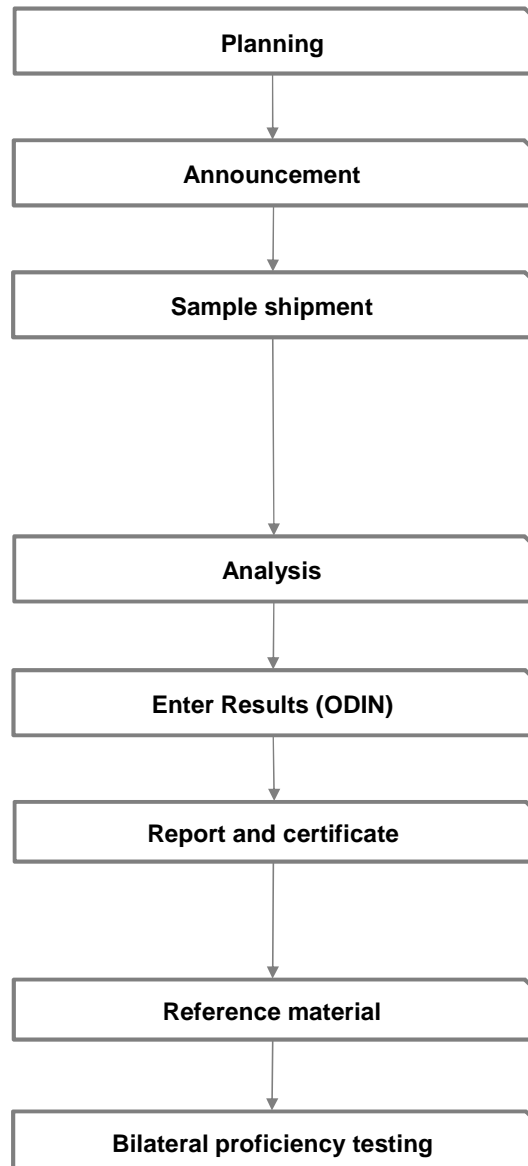 Planning
Announcement
Sample shipment
Analysis
Enter Results (ODIN)
Report and certificate
Reference material
Bilateral proficiency testing